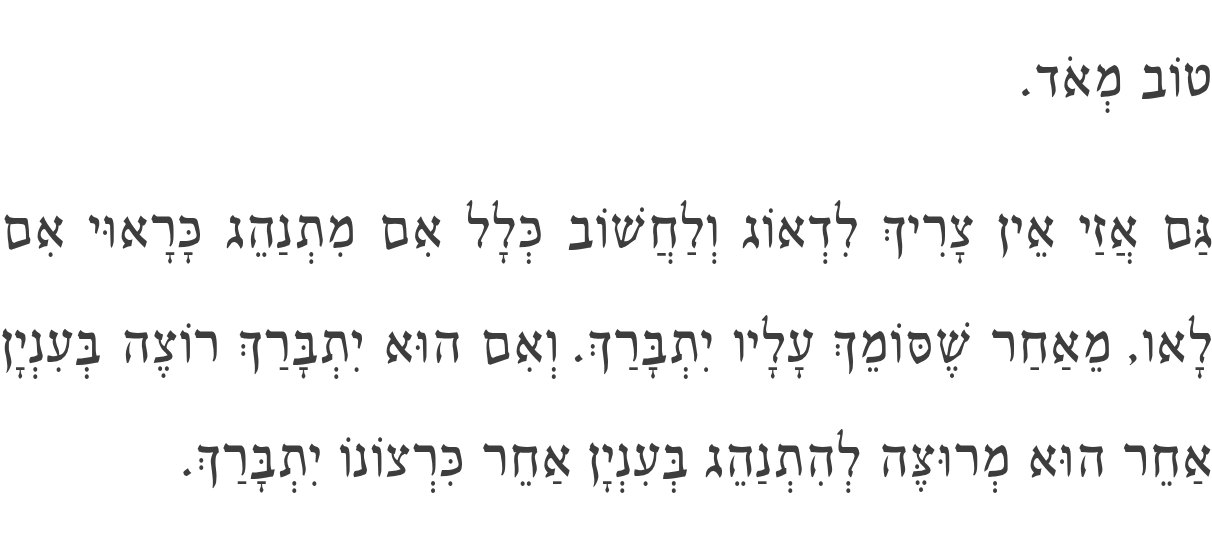 טוֹב מְאֹד.
גַּם אֲזַי אֵין צָרִיךְ לִדְאוֹג וְלַחֲשׁוֹב כְּלָל אִם מִתְנַהֵג כָּרָאוּי אִם
לָאו, מֵאַחַר שֶׁסּוֹמֵךְ עָלָיו יִתְבָּרַךְ. וְאִם הוּא יִתְבָּרַךְ רוֹצֶה בְּעִנְיָן
אַחֵר הוּא מְרוּצֶּה לְהִתְנַהֵג בְּעִנְיָן אַחֵר כִּרְצוֹנוֹ יִתְבָּרַךְ.